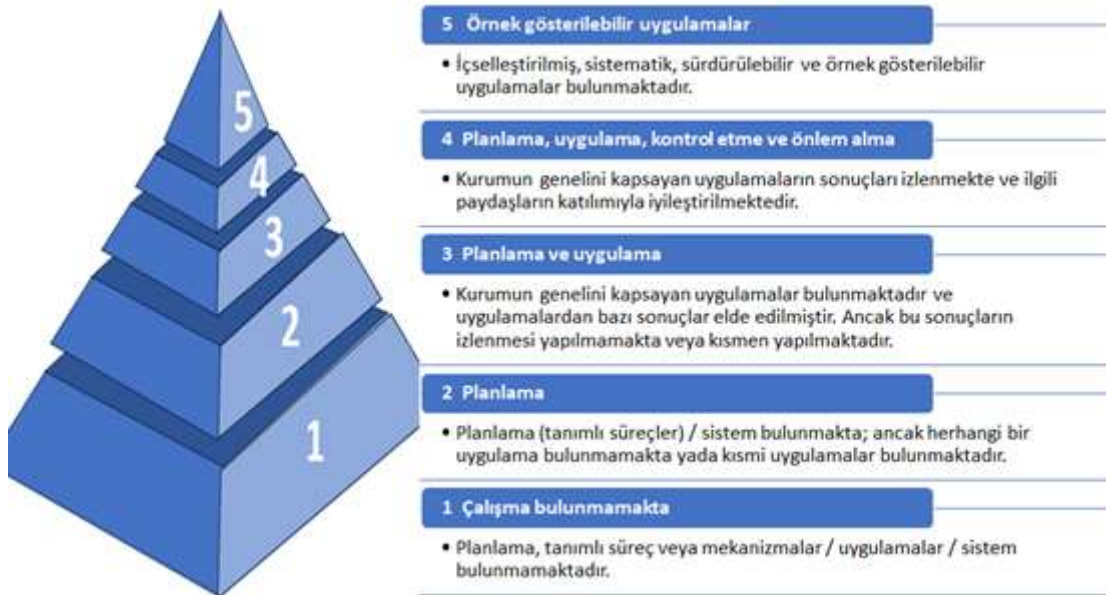 5 Örnek gösterilebilir uygulamalar
• İçselleştirilmiş, sistematik, sürdürülebilir ve örnek gösterilebilir
uygulamalar bulunmaktadır.
4 Planlama, uygulama, kontrol etme ve önlem alma
• Kurumun genelini kapsayan uygulamaların sonuçları izlenmekte ve ilgili
paydaşların katılımıyla iyileştirilmektedir.
3 Planlama ve uygulama
• Kurumun genelini kapsayan uygulamalar bulunmaktadır ve
uygulamalardan bazı sonuçlar elde edilmiştir. Ancak bu sonuçların
izlenmesi yapılmamakta veya kısmen yapılmaktadır.
2 Planlama
• Planlama (tanımlı süreçler) / sistem bulunmakta; ancak herhangi bir
uygulama bulunmamakta yada kısmi uygulamalar bulunmaktadır.
1 Çalışma bulunmamakta
• Planlama, tanımlı süreç veya mekanizmalar / uygulamalar / sistem
bulunmamaktadır.
5
4
3
2
1